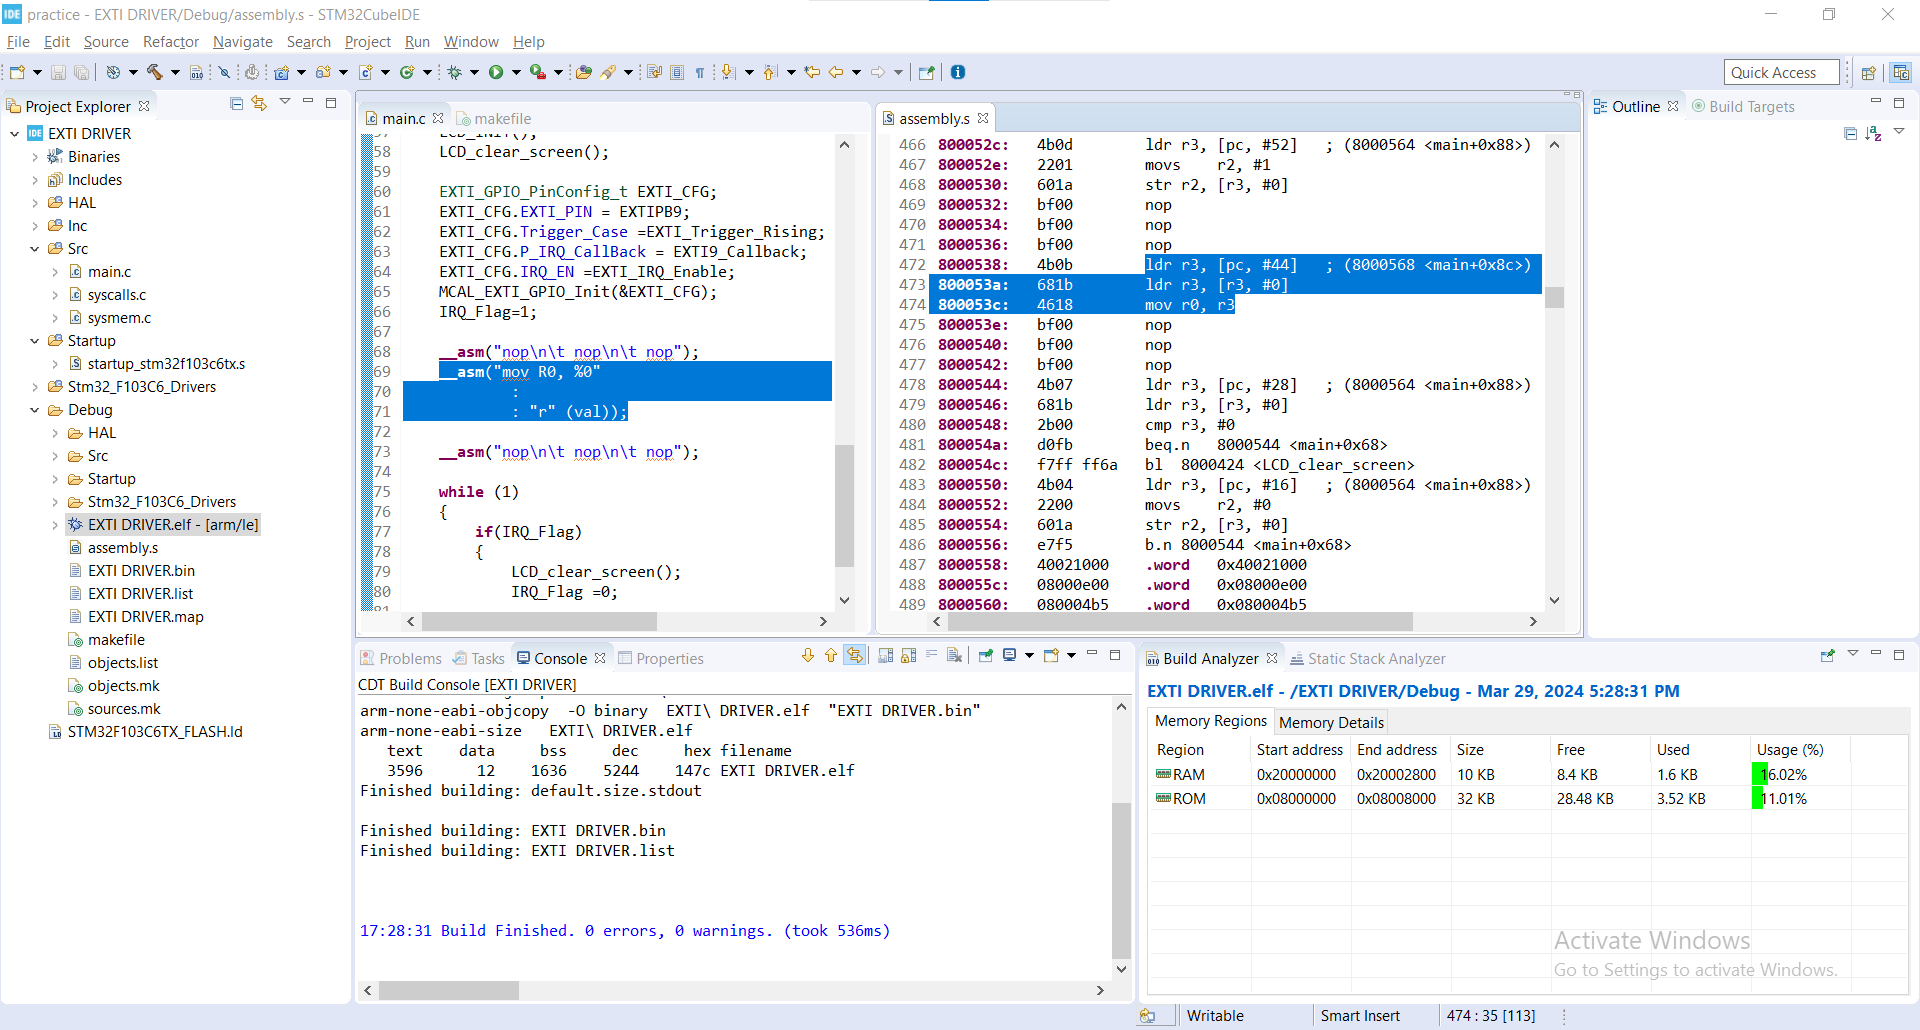 IDE practice - EXTI DRIVER/Debug/assembly.s - STM32CubeIDE
File Edit Source Refactor Navigate Search Project Run Window Help
Quick Access
Project Explorer
IDE EXTI DRIVER
Binaries
Includes
HAL
Inc
Src
main.c
syscalls.c
sysmem.c
Startup
startup_stm32f103c6tx.s
Stm32_F103C6_Drivers
Debug
HAL
Src
Startup
Stm32_F103C6_Drivers
EXTI DRIVER.elf - [arm/le]
assembly.s
EXTI DRIVER.bin
EXTI DRIVER.list
EXTI DRIVER.map
makefile
objects.list
objects.mk
sources.mk
STM32F103C6TX_FLASH.ld
main.c makefile
57 LCD_INIT();
58 LCD_clear_screen();
59
60 EXTI_GPIO_PinConfig_t EXTI_CFG;
61 EXTI_CFG.EXTI_PIN = EXTIPB9;
62 EXTI_CFG.Trigger_Case =EXTI_Trigger_Rising;
63 EXTI_CFG.P_IRQ_CallBack = EXTI9_Callback;
64 EXTI_CFG.IRQ_EN =EXTI_IRQ_Enable;
65 MCAL_EXTI_GPIO_Init(&EXTI_CFG);
66 IRQ_Flag=1;
67
68 __asm("nop\n\t nop\n\t nop");
69 __asm("mov R0, %0"
70 :
71 : "r" (val));
72
73 __asm("nop\n\t nop\n\t nop");
74
75 while (1)
76 {
77 if(IRQ_Flag)
78 {
79 LCD_clear_screen();
80 IRQ_Flag =0;
81
assembly.s
466 800052c: 4b0d ldr r3, [pc, #52] ; (8000564 <main+0x88>)
467 800052e: 2201 movs r2, #1
468 8000530: 601a str r2, [r3, #0]
469 8000532: bf00 nop
470 8000534: bf00 nop
471 8000536: bf00 nop
472 8000538: 4b0b ldr r3, [pc, #44] ; (8000568 <main+0x8c>)
473 800053a: 681b ldr r3, [r3, #0]
474 800053c: 4618 mov r0, r3
475 800053e: bf00 nop
476 8000540: bf00 nop
477 8000542: bf00 nop
478 8000544: 4b07 ldr r3, [pc, #28] ; (8000564 <main+0x88>)
479 8000546: 681b ldr r3, [r3, #0]
480 8000548: 2b00 cmp r3, #0
481 800054a: d0fb beq.n 8000544 <main+0x68>
482 800054c: f7ff ff6a bl 8000424 <LCD_clear_screen>
483 8000550: 4b04 ldr r3, [pc, #16] ; (8000564 <main+0x88>)
484 8000552: 2200 movs r2, #0
485 8000554: 601a str r2, [r3, #0]
486 8000556: e7f5 b.n 8000544 <main+0x68>
487 8000558: 40021000 .word 0x40021000
488 800055c: 08000e00 .word 0x08000e00
489 8000560: 080004b5 .word 0x080004b5
Outline Build Targets
Problems Tasks Console Properties
CDT Build Console [EXTI DRIVER]
arm-none-eabi-objcopy -O binary EXTI\ DRIVER.elf "EXTI DRIVER.bin"
arm-none-eabi-size EXTI\ DRIVER.elf
text data bss dec hex filename
3596 12 1636 5244 147c EXTI DRIVER.elf
Finished building: default.size.stdout
Finished building: EXTI DRIVER.bin
Finished building: EXTI DRIVER.list
17:28:31 Build Finished. 0 errors, 0 warnings. (took 536ms)
Build Analyzer Static Stack Analyzer
EXTI DRIVER.elf - /EXTI DRIVER/Debug - Mar 29, 2024 5:28:31 PM
Memory Regions Memory Details
Region Start address End address Size Free Used Usage (%)
RAM 0x20000000 0x20002800 10 KB 8.4 KB 1.6 KB 16.02%
ROM 0x08000000 0x08008000 32 KB 28.48 KB 3.52 KB 11.01%
Activate Windows
Go to Settings to activate Windows.
Writable Smart Insert 474 : 35 [113]